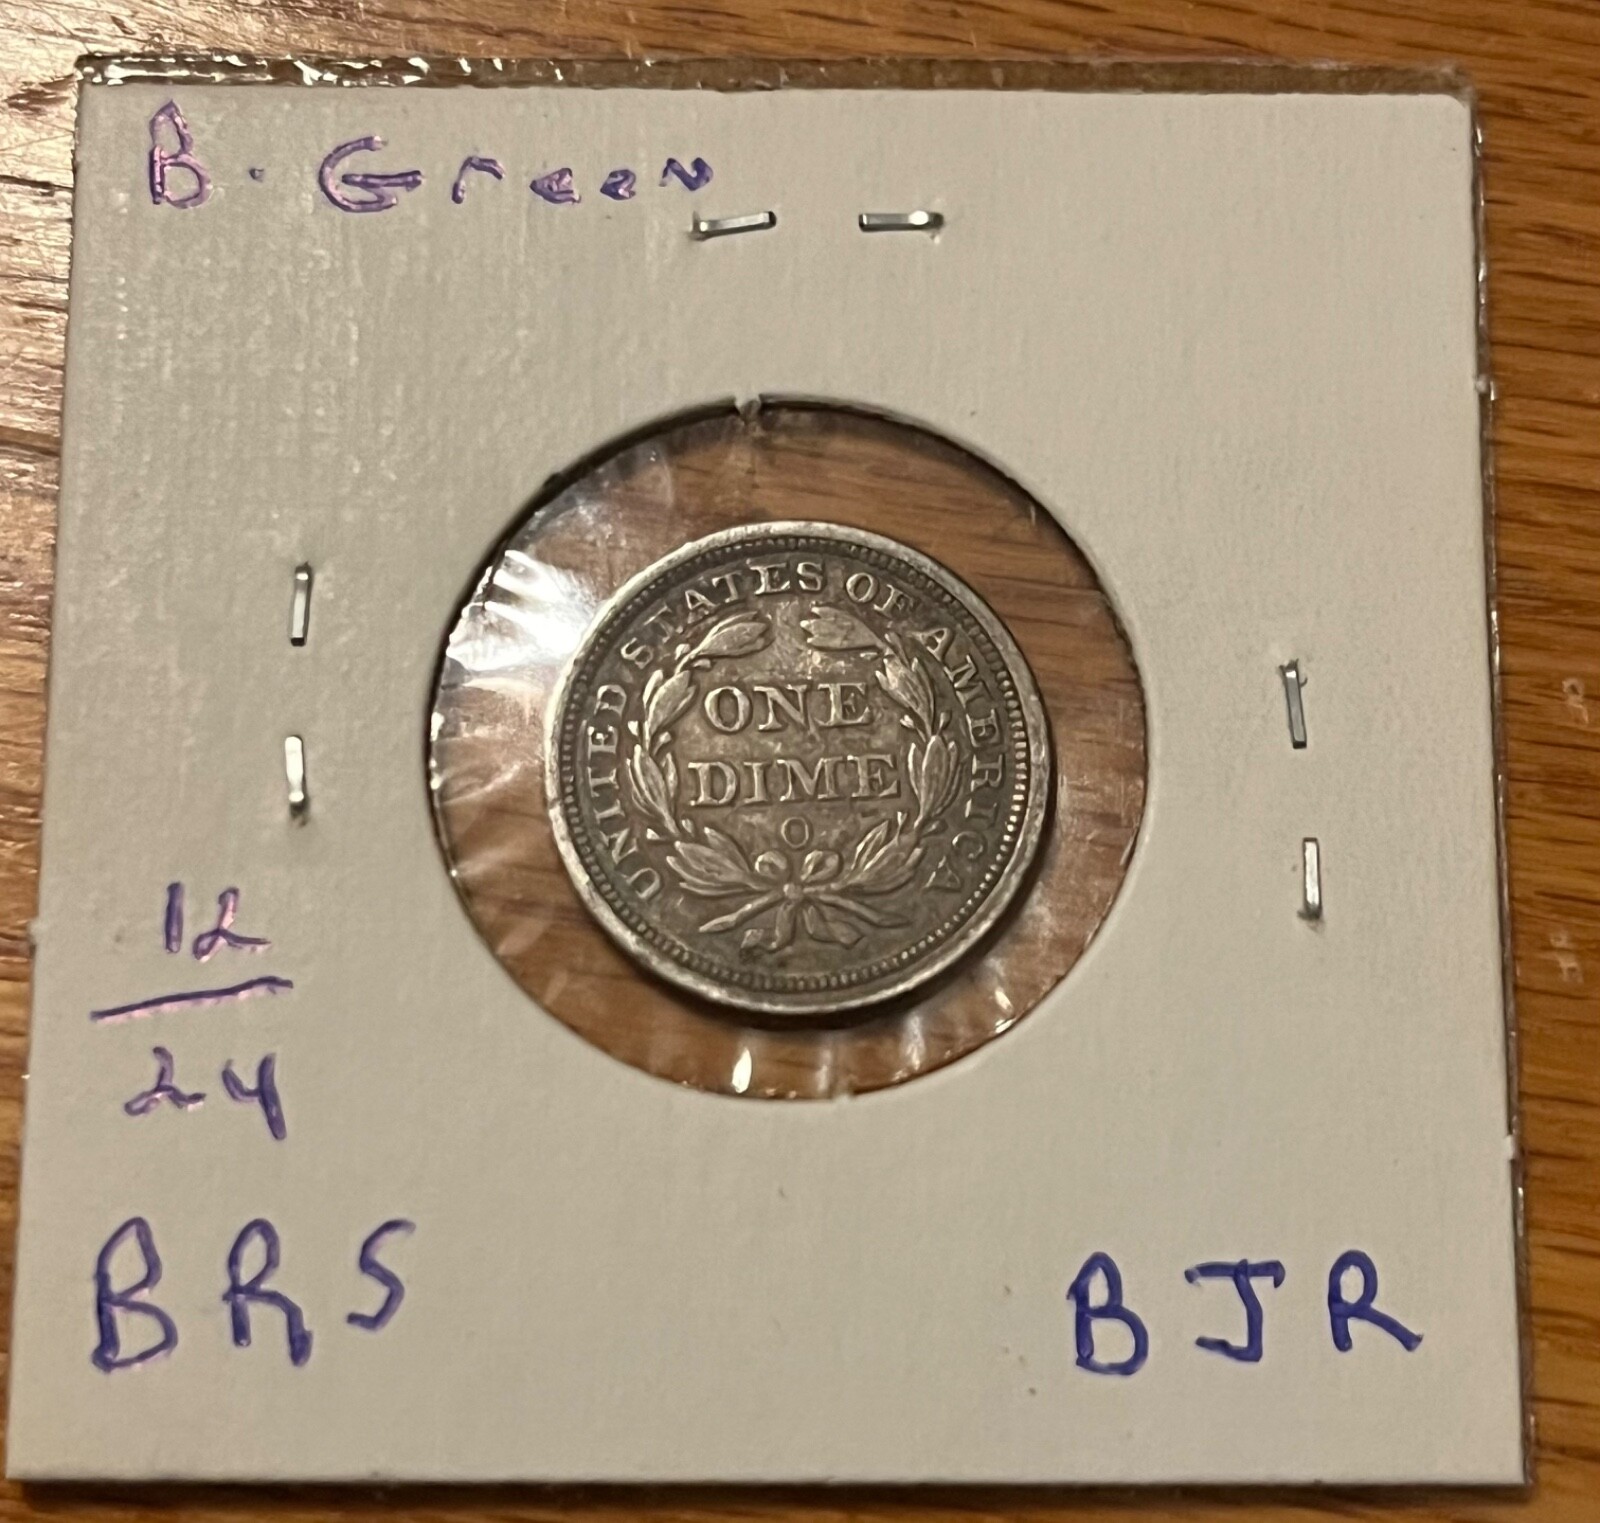 B. Green
UNITED STATES OF AMERICA
ONE
DIME
O
12
24
BRS
BJR